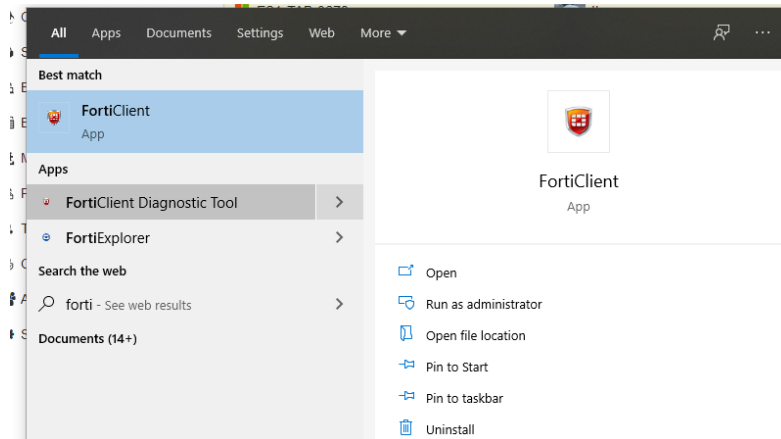 All Apps Documents Settings Web More
Best match
FortiClient
App
Apps
FortiClient Diagnostic Tool
FortiExplorer
Search the web
forti - See web results
Documents (14+)
FortiClient
App
Open
Run as administrator
Open file location
Pin to Start
Pin to taskbar
Uninstall